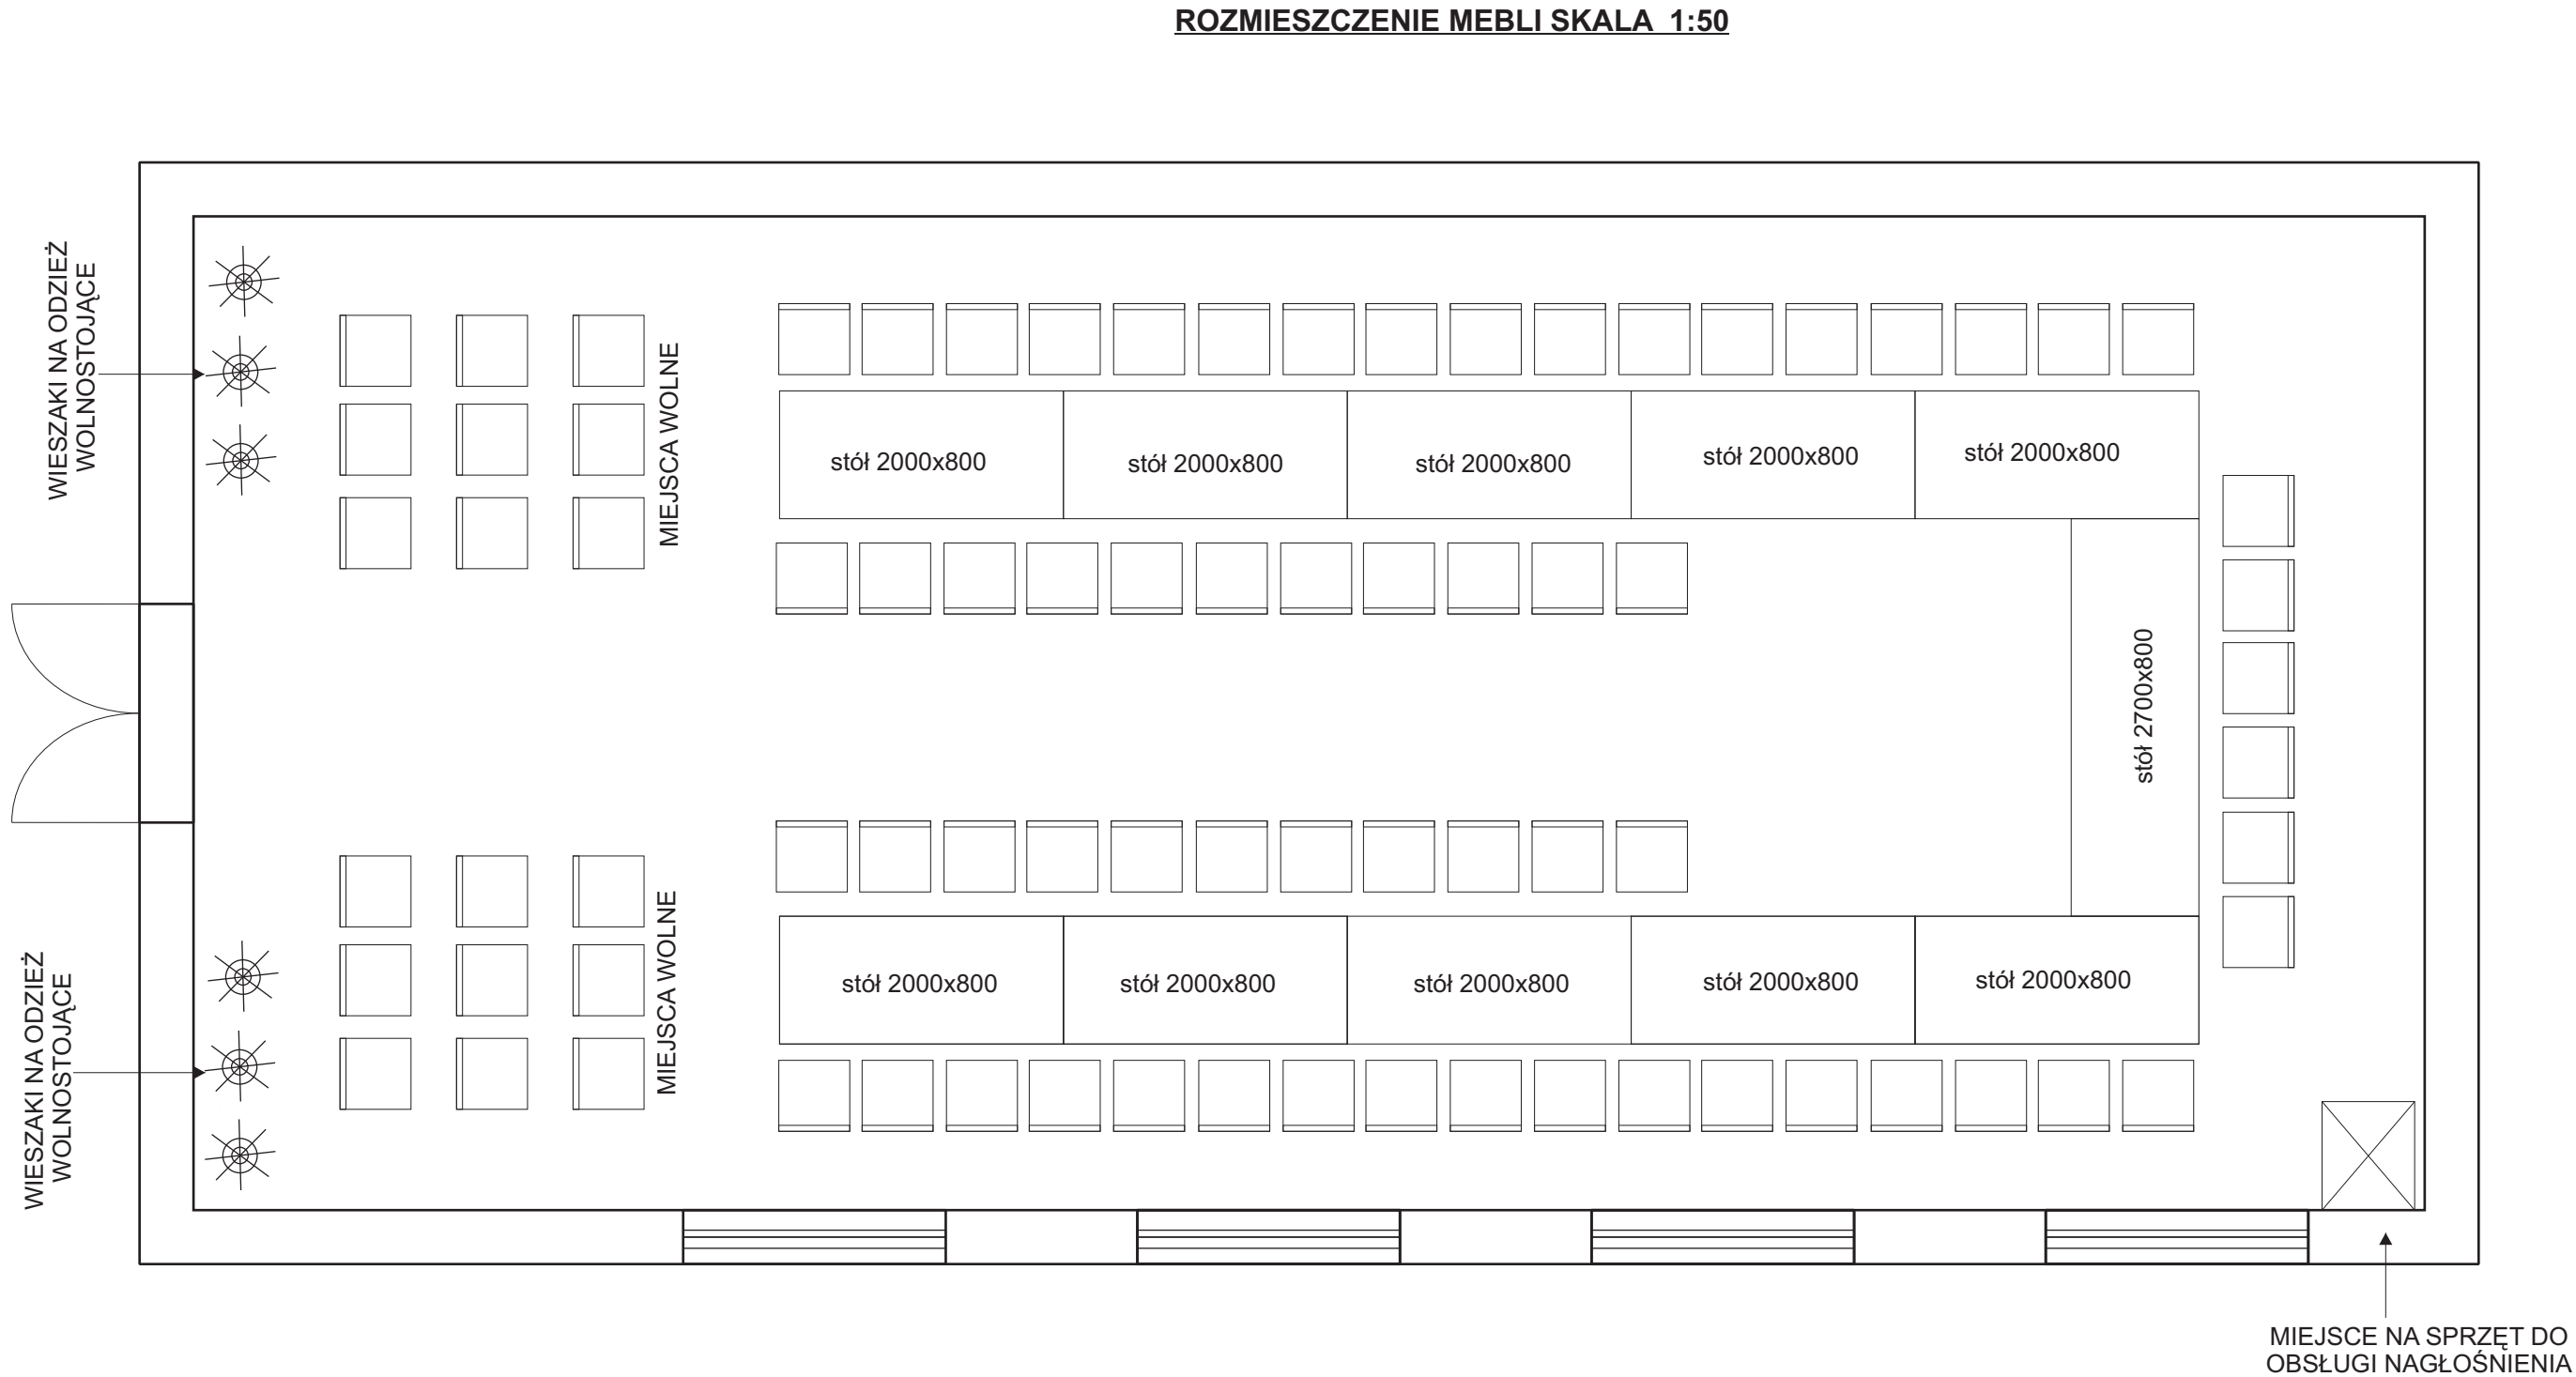 ROZMIESZCZENIE MEBLI SKALA 1:50
WIESZAKI NA ODZIEŻ
WOLNOSTOJĄCE
MIEJSCA WOLNE
stół 2000x800
stół 2000x800
stół 2000x800
stół 2000x800
stół 2000x800
stół 2700x800
WIESZAKI NA ODZIEŻ
WOLNOSTOJĄCE
MIEJSCA WOLNE
stół 2000x800
stół 2000x800
stół 2000x800
stół 2000x800
stół 2000x800
MIEJSCE NA SPRZĘT DO
OBSŁUGI NAGŁOŚNIENIA